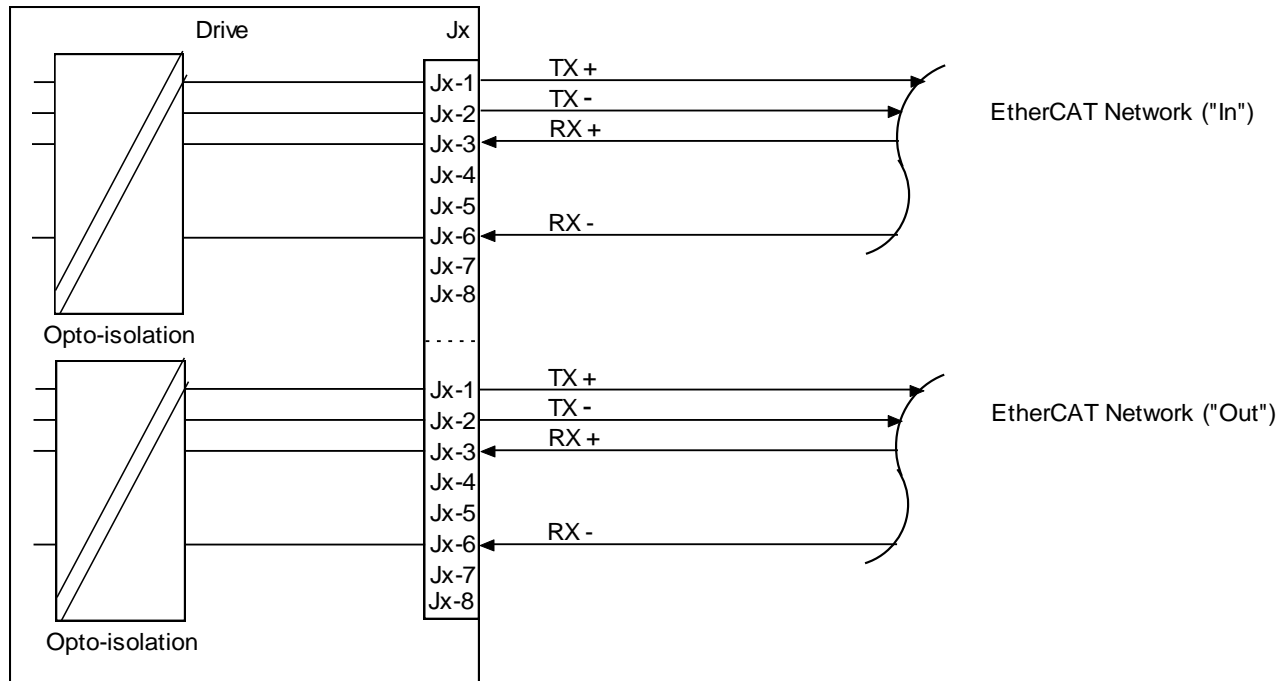 Drive
Jx
Jx-1
TX +
Jx-2
TX -
EtherCAT Network ("In")
Jx-3
RX +
Jx-4
Jx-5
Jx-6
RX -
Jx-7
Jx-8
Opto-isolation
Jx-1
TX +
Jx-2
TX -
EtherCAT Network ("Out")
Jx-3
RX +
Jx-4
Jx-5
Jx-6
RX -
Jx-7
Jx-8
Opto-isolation